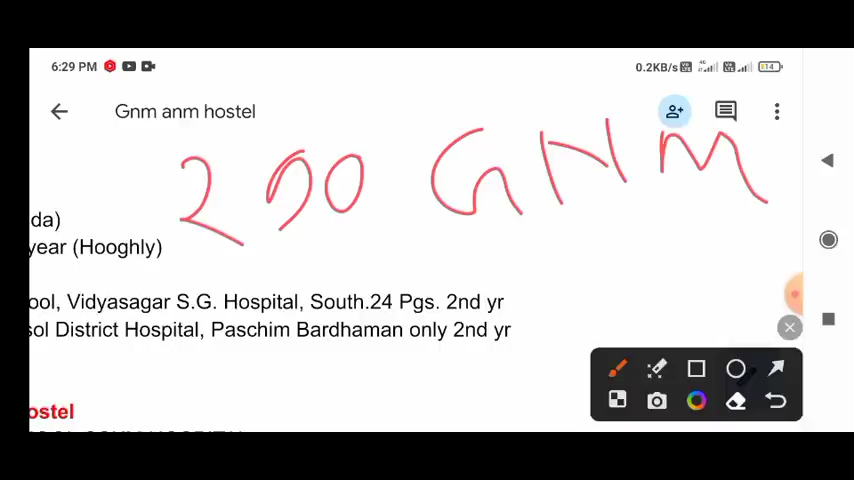 6:29 PM
0.2KB/s
14
Gnm anm hostel
GNM
da)
year (Hooghly)
ool, Vidyasagar S.G. Hospital, South.24 Pgs. 2nd yr
sol District Hospital, Paschim Bardhaman only 2nd yr
ostel